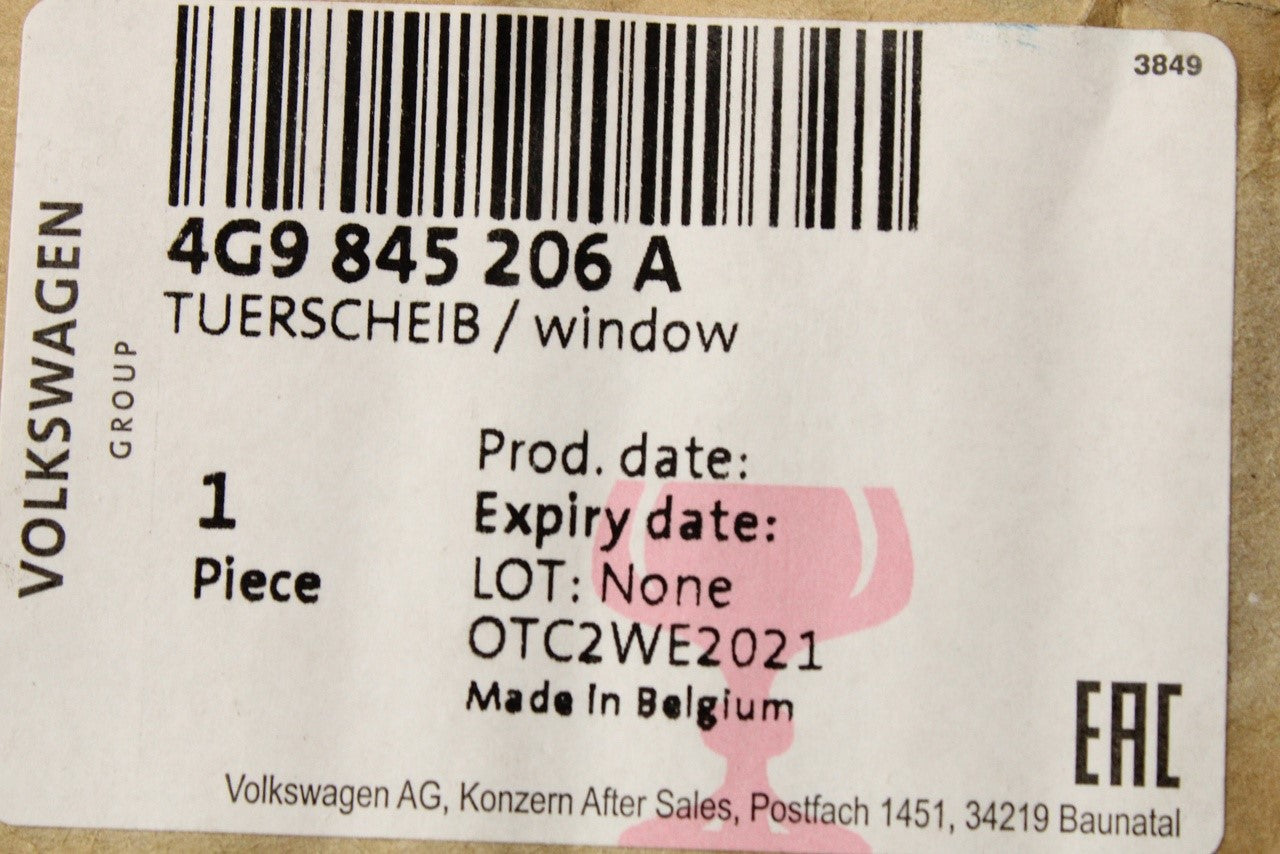 3849
4G9 845 206 A
TUERSCHEIB / window
VOLKSWAGEN
GROUP
1
Piece
Prod. date:
Expiry date:
LOT: None
OTC2WE2021
Made In Belgium
EAC
Volkswagen AG, Konzern After Sales, Postfach 1451, 34219 Baunatal